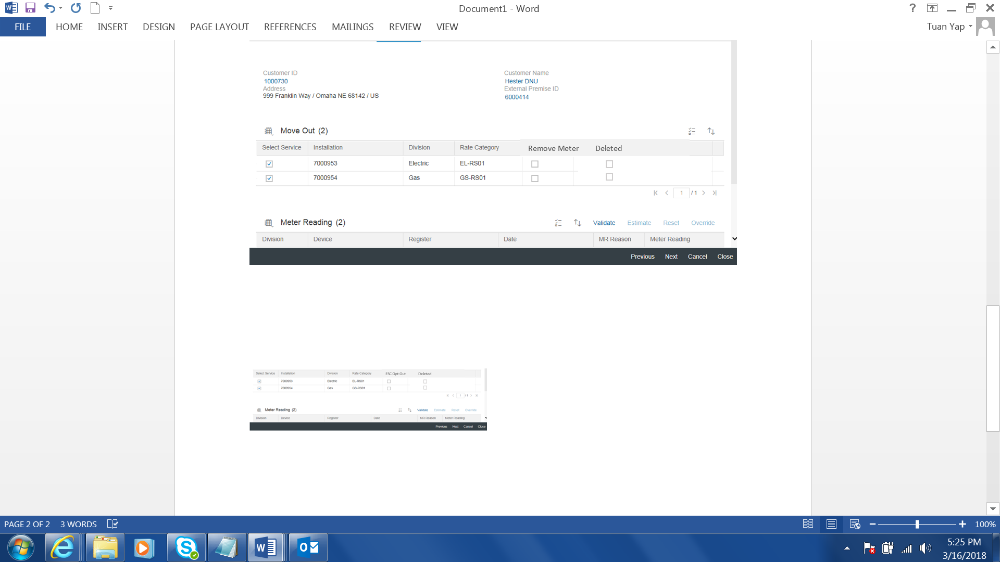 Document1 - Word
FILE HOME INSERT DESIGN PAGE LAYOUT REFERENCES MAILINGS REVIEW VIEW
Tuan Yap
Customer ID Customer Name
1000730 Hester DNU
Address External Premise ID
999 Franklin Way / Omaha NE 68142 / US 6000414
Move Out (2)
Select Service Installation Division Rate Category Remove Meter Deleted
7000953 Electric EL-RS01
7000954 Gas GS-RS01
1 / 1
Meter Reading (2) Validate Estimate Reset Override
Division Device Register Date MR Reason Meter Reading
Previous Next Cancel Close
Select Service Installation Division Rate Category ESC Opt Out Deleted
7000953 Electric EL-RS01
7000954 Gas GS-RS01
1 / 1
Meter Reading (2) Validate Estimate Reset Override
Division Device Register Date MR Reason Meter Reading
Previous Next Cancel Close
PAGE 2 OF 2 3 WORDS 100%
5:25 PM
3/16/2018